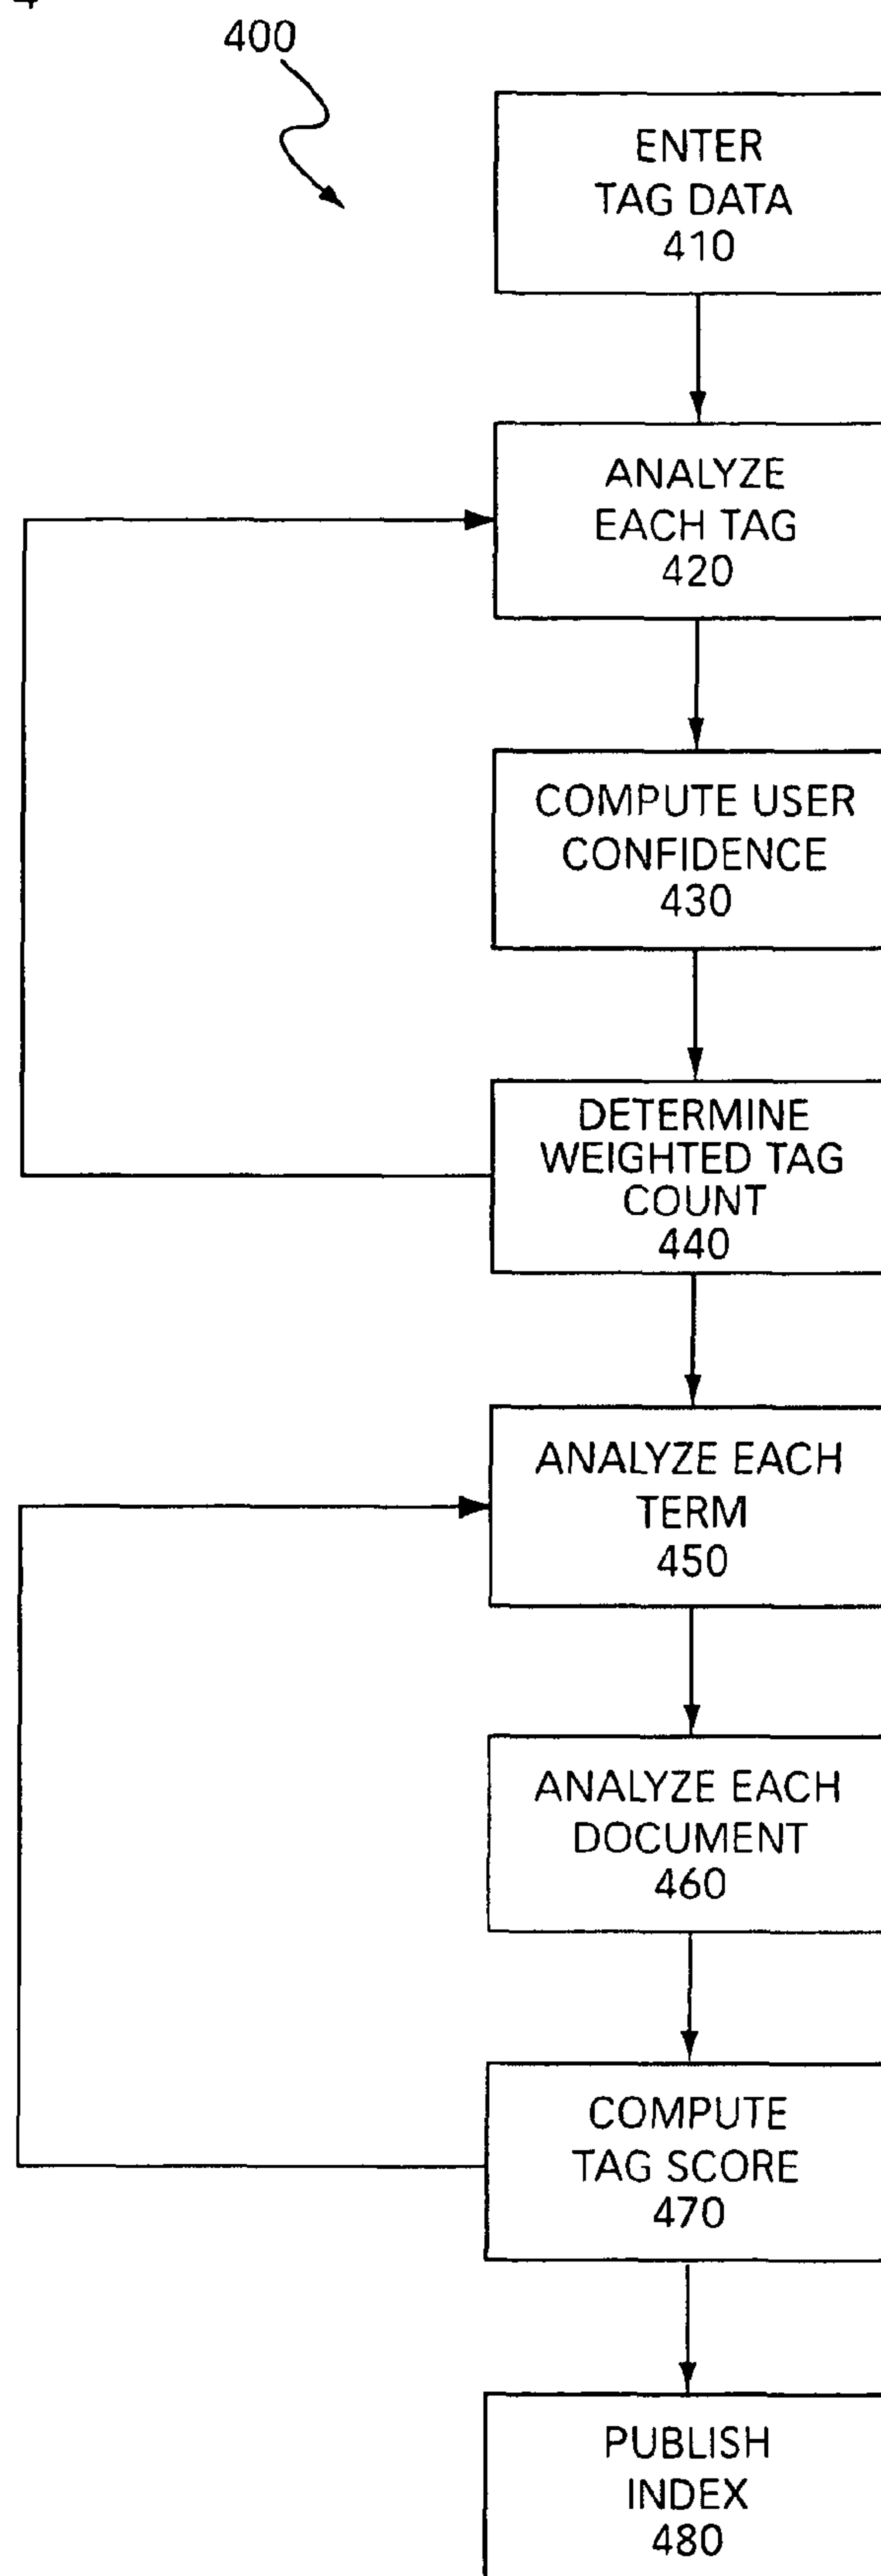 400
ENTER
TAG DATA
410
ANALYZE
EACH TAG
420
COMPUTE USER
CONFIDENCE
430
DETERMINE
WEIGHTED TAG
COUNT
440
ANALYZE EACH
TERM
450
ANALYZE EACH
DOCUMENT
460
COMPUTE
TAG SCORE
470
PUBLISH
INDEX
480